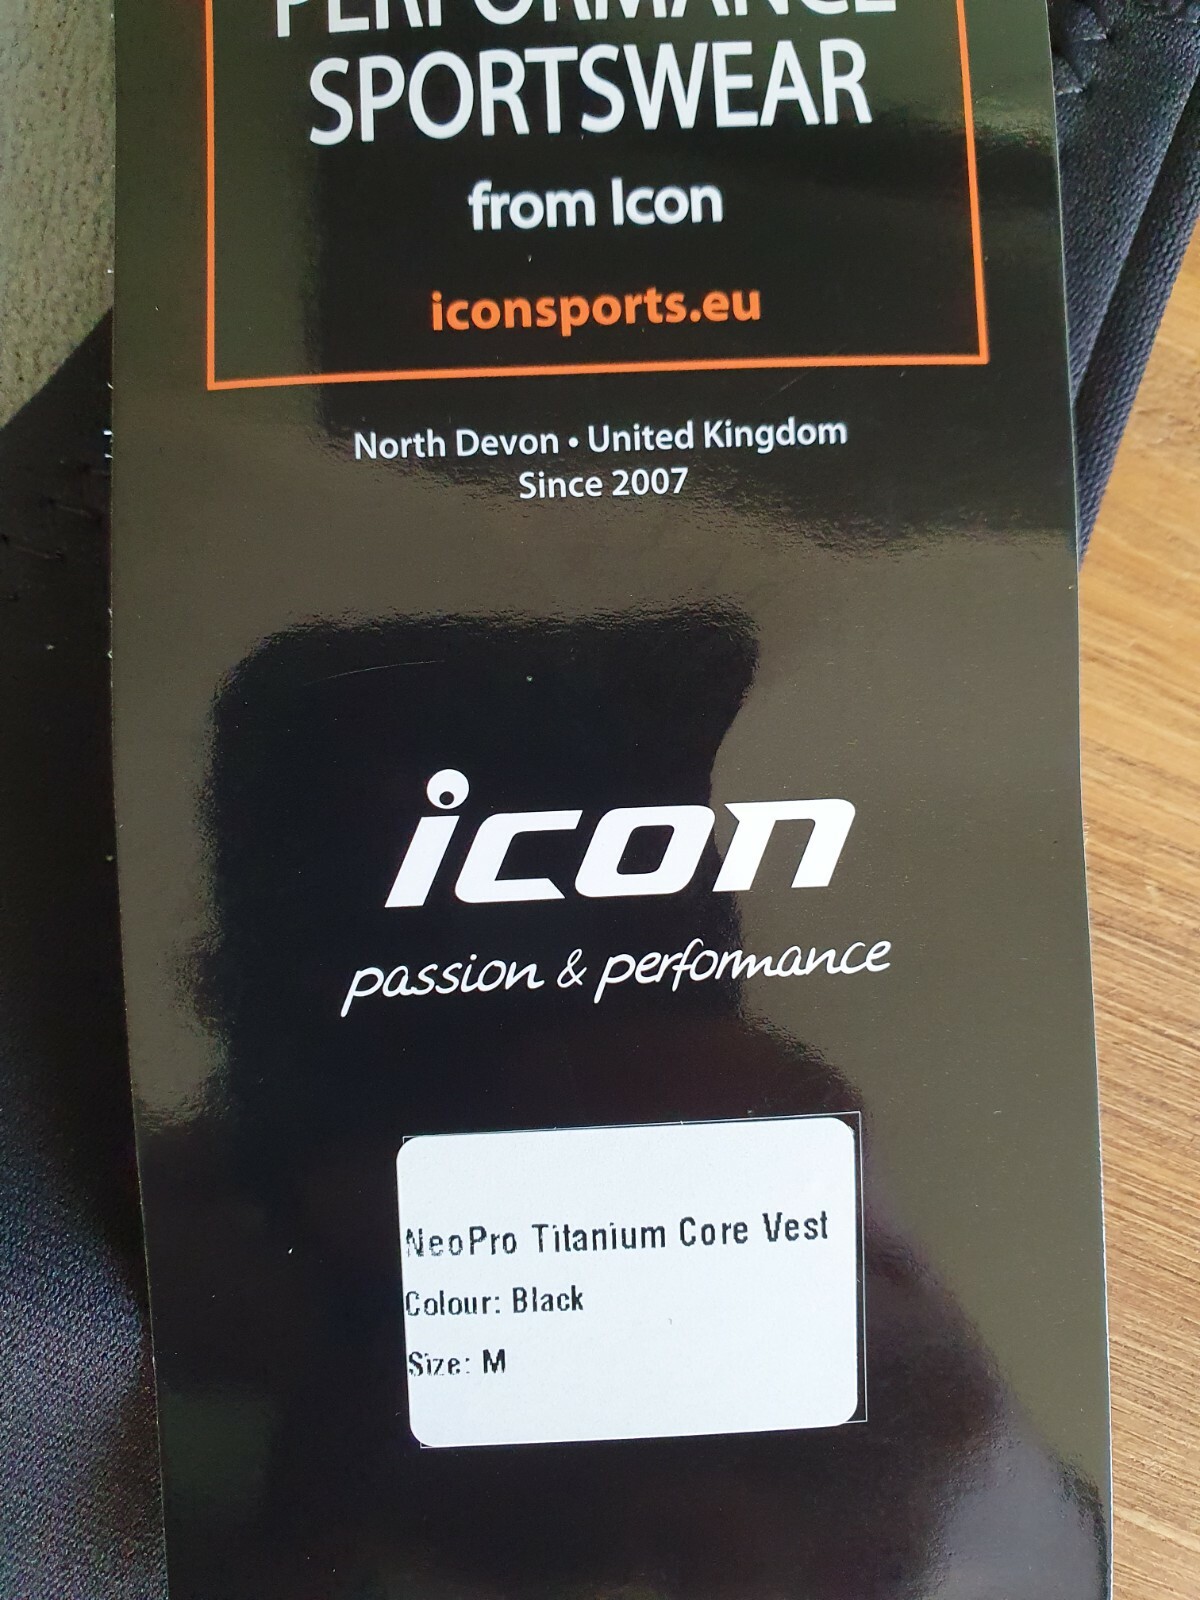 PERFORMANCE
SPORTSWEAR
from Icon
iconsports.eu
North Devon • United Kingdom
Since 2007
icon
passion & performance
NeoPro Titanium Core Vest
Colour: Black
Size: M